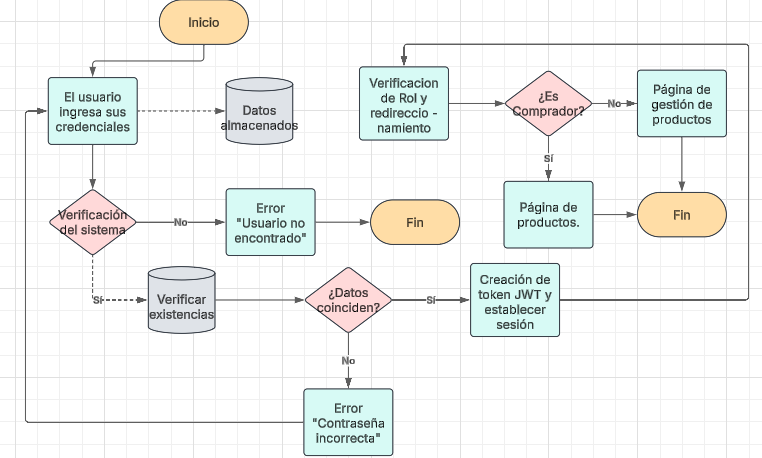 Inicio
El usuario
ingresa sus
credenciales
Datos
almacenados
Verificacion
de Rol y
redireccio -
namiento
¿Es
Comprador?
No
Página de
gestión de
productos
Sí
Verificación
del sistema
No
Error
"Usuario no
encontrado"
Fin
Página de
productos.
Fin
Sí
Verificar
existencias
¿Datos
coinciden?
Sí
Creación de
token JWT y
establecer
sesión
No
Error
"Contraseña
incorrecta"